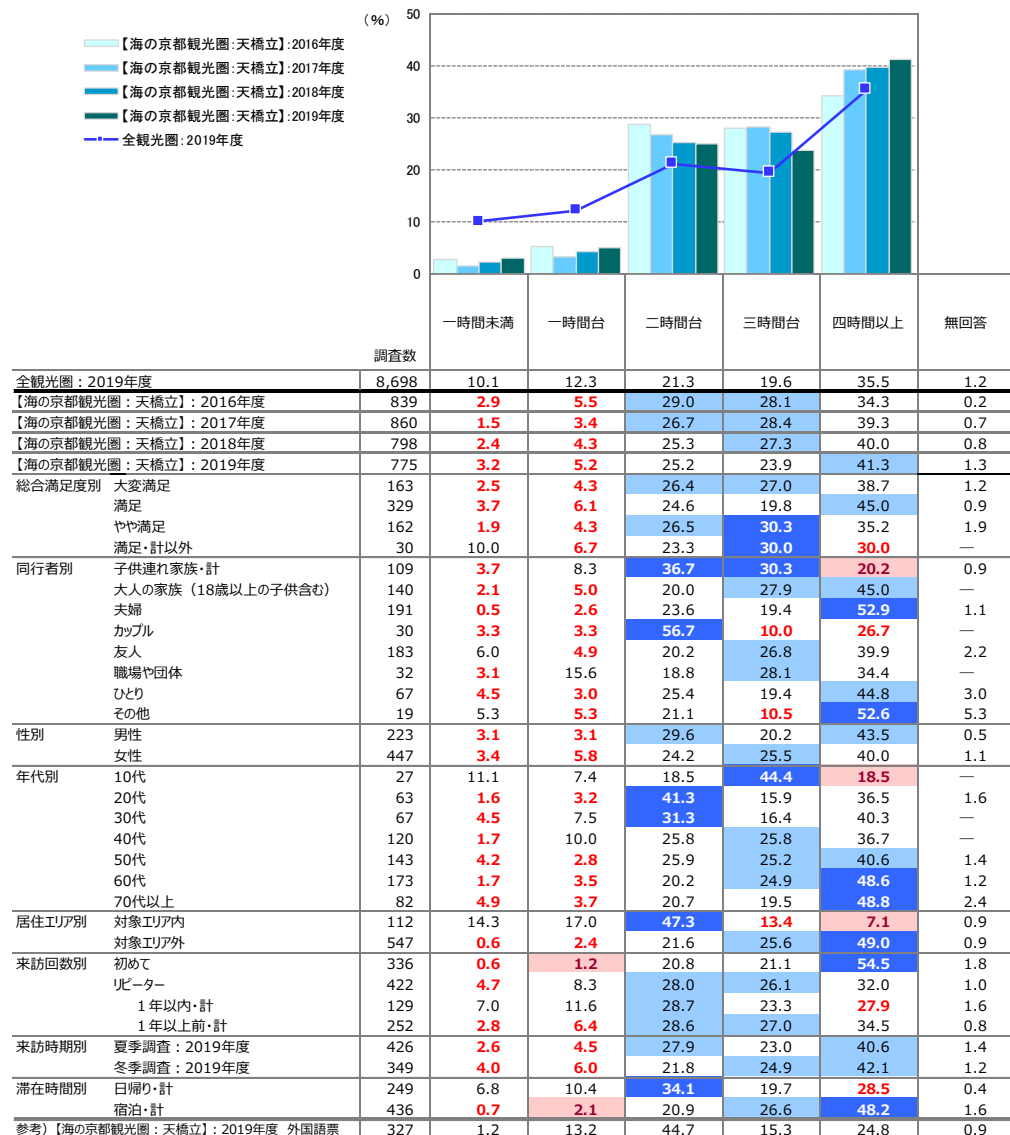 (%)
50
40
30
20
10
0
【海の京都観光圏:天橋立】:2016年度
【海の京都観光圏:天橋立】:2017年度
【海の京都観光圏:天橋立】:2018年度
【海の京都観光圏:天橋立】:2019年度
全観光圏:2019年度
調査数 一時間未満 一時間台 二時間台 三時間台 四時間以上 無回答
全観光圏:2019年度 8,698 10.1 12.3 21.3 19.6 35.5 1.2
【海の京都観光圏:天橋立】:2016年度 839 2.9 5.5 29.0 28.1 34.3 0.2
【海の京都観光圏:天橋立】:2017年度 860 1.5 3.4 26.7 28.4 39.3 0.7
【海の京都観光圏:天橋立】:2018年度 798 2.4 4.3 25.3 27.3 40.0 0.8
【海の京都観光圏:天橋立】:2019年度 775 3.2 5.2 25.2 23.9 41.3 1.3
総合満足度別 大変満足 163 2.5 4.3 26.4 27.0 38.7 1.2
満足 329 3.7 6.1 24.6 19.8 45.0 0.9
やや満足 162 1.9 4.3 26.5 30.3 35.2 1.9
満足・計以外 30 10.0 6.7 23.3 30.0 30.0 ―
同行者別 子供連れ家族・計 109 3.7 8.3 36.7 30.3 20.2 0.9
大人の家族(18歳以上の子供含む) 140 2.1 5.0 20.0 27.9 45.0 ―
夫婦 191 0.5 2.6 23.6 19.4 52.9 1.1
カップル 30 3.3 3.3 56.7 10.0 26.7 ―
友人 183 6.0 4.9 20.2 26.8 39.9 2.2
職場や団体 32 3.1 15.6 18.8 28.1 34.4 ―
ひとり 67 4.5 3.0 25.4 19.4 44.8 3.0
その他 19 5.3 5.3 21.1 10.5 52.6 5.3
性別 男性 223 3.1 3.1 29.6 20.2 43.5 0.5
女性 447 3.4 5.8 24.2 25.5 40.0 1.1
年代別 10代 27 11.1 7.4 18.5 44.4 18.5 ―
20代 63 1.6 3.2 41.3 15.9 36.5 1.6
30代 67 4.5 7.5 31.3 16.4 40.3 ―
40代 120 1.7 10.0 25.8 25.8 36.7 ―
50代 143 4.2 2.8 25.9 25.2 40.6 1.4
60代 173 1.7 3.5 20.2 24.9 48.6 1.2
70代以上 82 4.9 3.7 20.7 19.5 48.8 2.4
居住エリア別 対象エリア内 112 14.3 17.0 47.3 13.4 7.1 0.9
対象エリア外 547 0.6 2.4 21.6 25.6 49.0 0.9
来訪回数別 初めて 336 0.6 1.2 20.8 21.1 54.5 1.8
リピーター 422 4.7 8.3 28.0 26.1 32.0 1.0
1年以内・計 129 7.0 11.6 28.7 23.3 27.9 1.6
1年以上前・計 252 2.8 6.4 28.6 27.0 34.5 0.8
来訪時期別 夏季調査:2019年度 426 2.6 4.5 27.9 23.0 40.6 1.4
冬季調査:2019年度 349 4.0 6.0 21.8 24.9 42.1 1.2
滞在時間別 日帰り・計 249 6.8 10.4 34.1 19.7 28.5 0.4
宿泊・計 436 0.7 2.1 20.9 26.6 48.2 1.6
参考)【海の京都観光圏:天橋立】:2019年度 外国語票 327 1.2 13.2 44.7 15.3 24.8 0.9